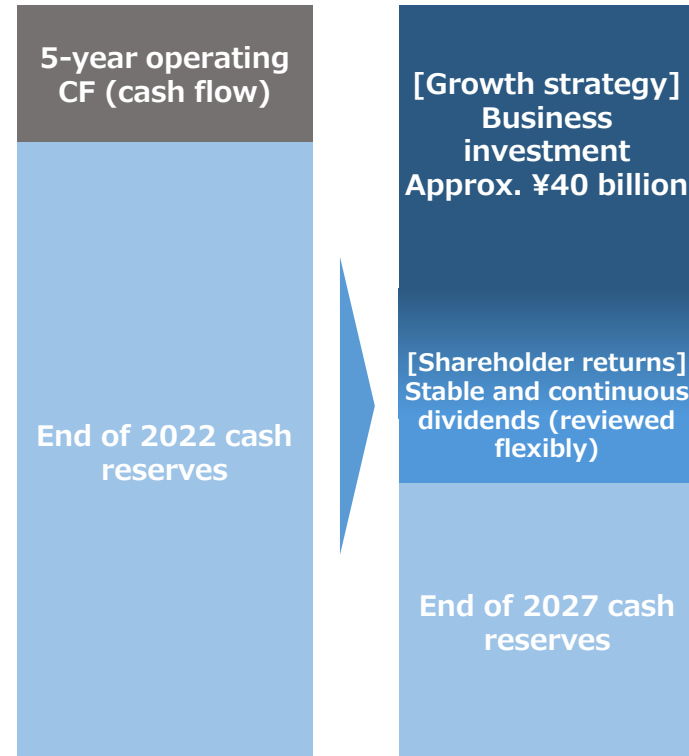 5-year operating
CF (cash flow)
End of 2022 cash
reserves
[Growth strategy]
Business
investment
Approx. ¥40 billion
[Shareholder returns]
Stable and continuous
dividends (reviewed
flexibly)
End of 2027 cash
reserves